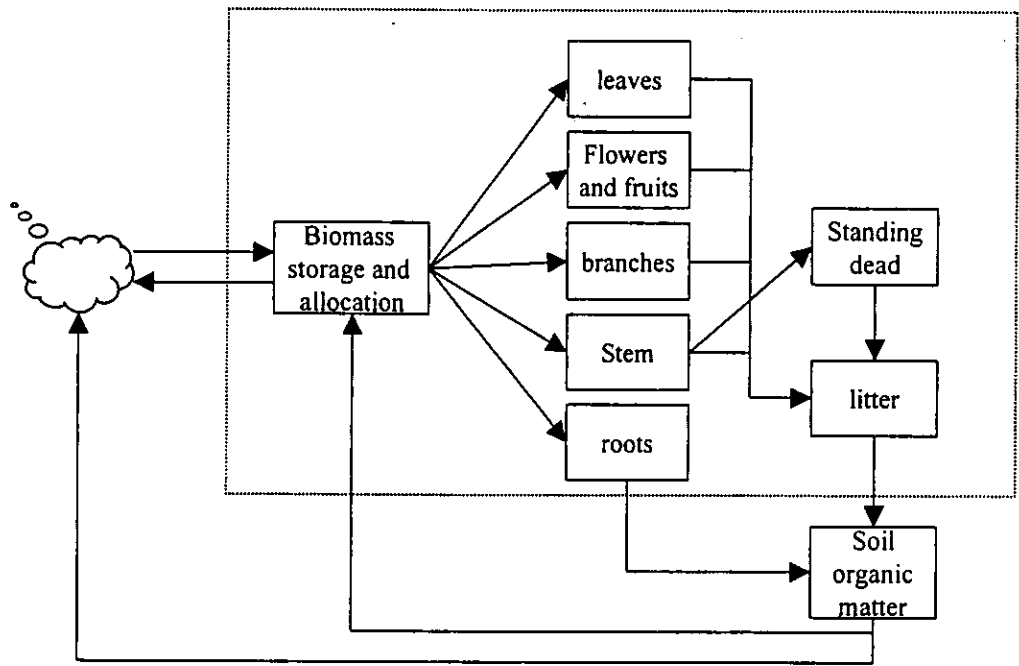 leaves
Flowers
and fruits
Biomass
storage and
allocation
branches
Standing
dead
Stem
litter
roots
Soil
organic
matter